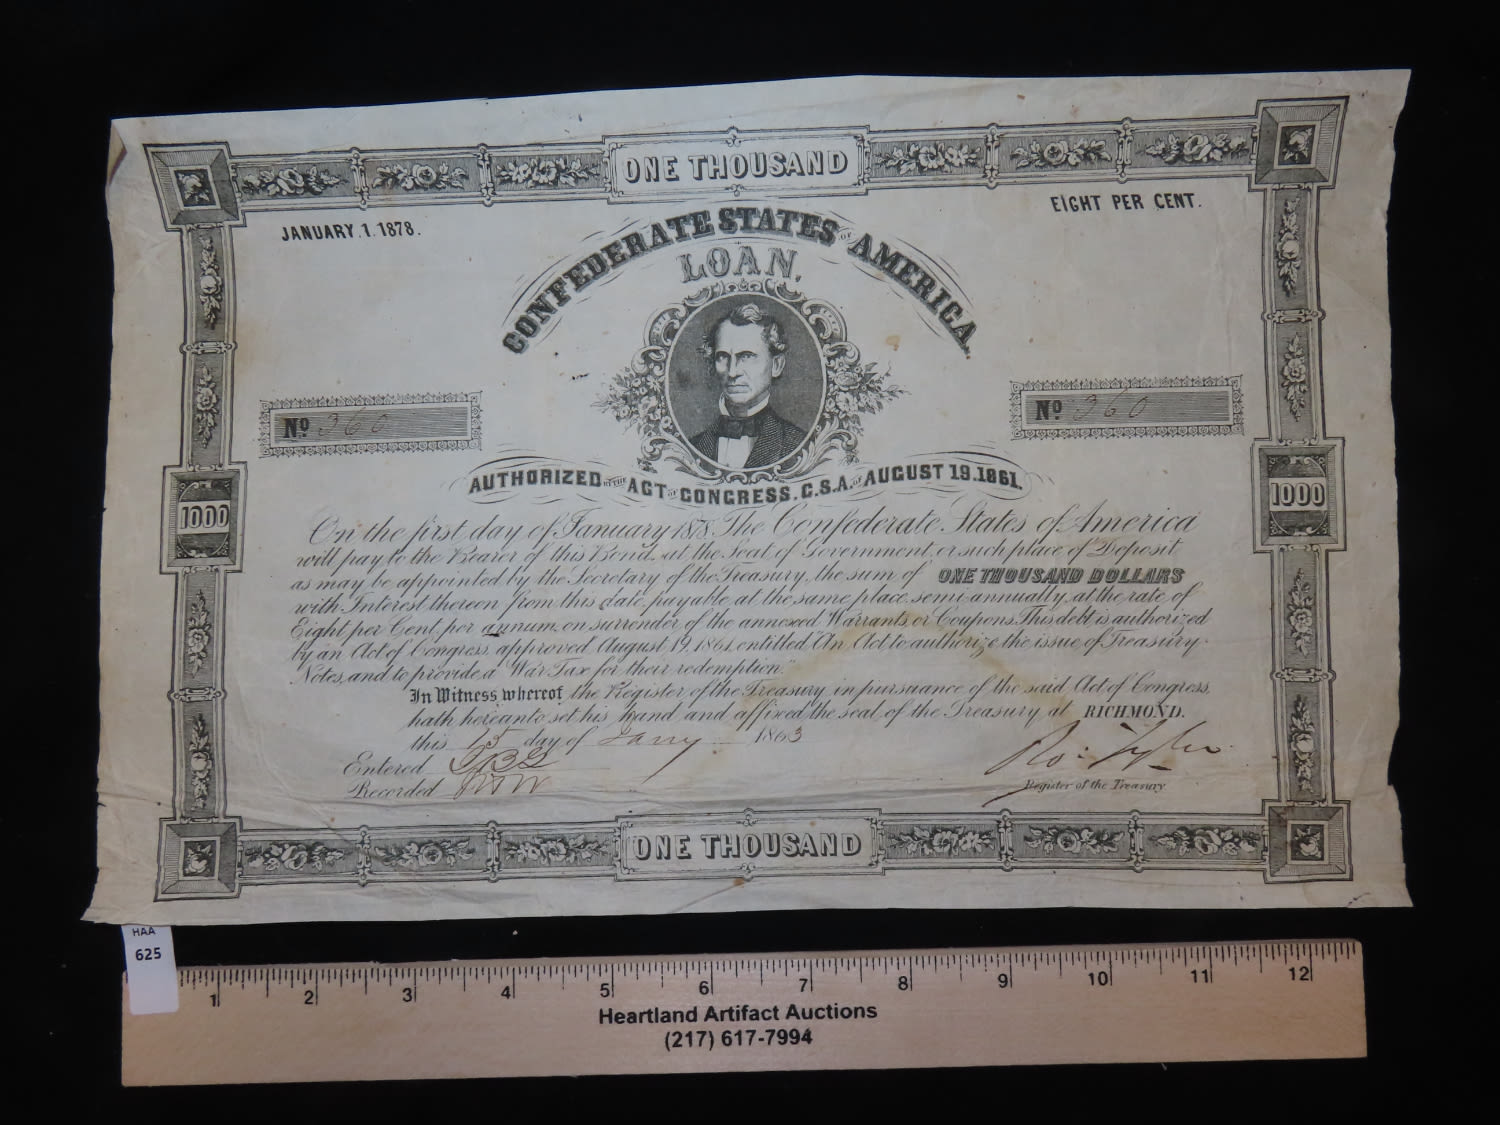 ONE THOUSAND
JANUARY.1.1878.
EIGHT PER CENT.
CONFEDERATE STATES OF AMERICA
LOAN,
Nº 360
Nº 360
AUTHORIZED BY THE ACT OF CONGRESS, C.S.A. OF AUGUST 19.1861.
1000
1000
On the first day of January 1878, The Confederate States of America
will pay to the Bearer of this Bond, at the Seat of Government, or such place of Deposit
as may be appointed by the Secretary of the Treasury, the sum of ONE THOUSAND DOLLARS
with Interest thereon from this date, payable at the same place, semi-annually, at the rate of
Eight per Cent, per annum, on surrender of the annexed Warrants or Coupons. This debt is authorized
by an Act of Congress, approved August 19, 1861, entitled "An Act to authorize the issue of Treasury
Notes, and to provide a War Tax for their redemption."
In Witness whereof the Register of the Treasury, in pursuance of the said Act of Congress,
hath hereunto set his hand and affixed the seal of the Treasury at RICHMOND.
this 15 day of Jany 1863
Entered
Recorded
Ro: Tyler
Register of the Treasury
ONE THOUSAND
HAA
625
1 2 3 4 5 6 7 8 9 10 11 12
Heartland Artifact Auctions
(217) 617-7994